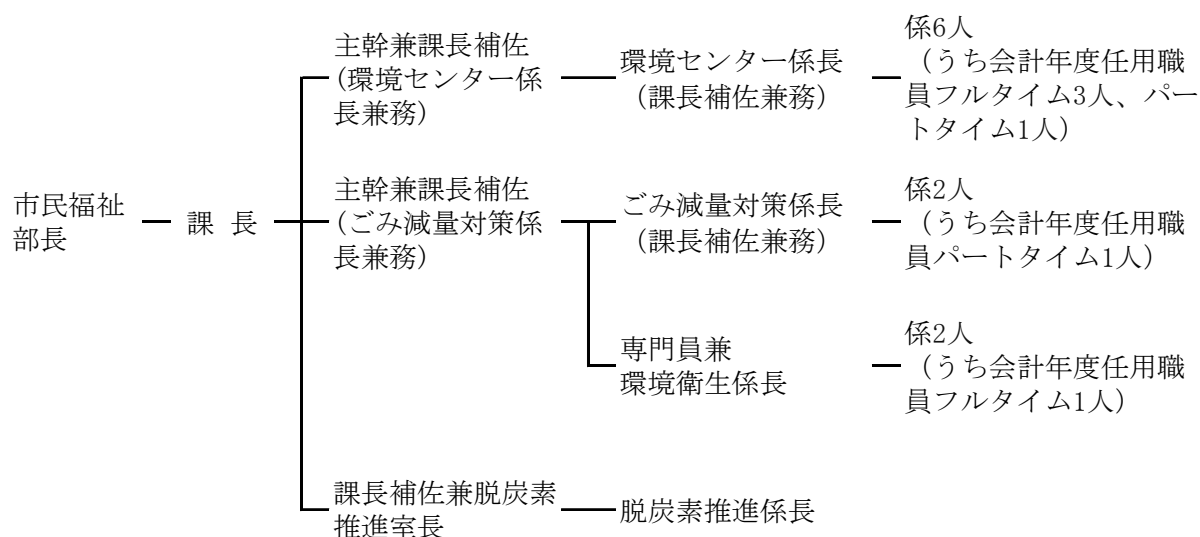 市民福祉
部長
課 長
主幹兼課長補佐
(環境センター係
長兼務)
環境センター係長
(課長補佐兼務)
係6人
(うち会計年度任用職
員フルタイム3人、パー
トタイム1人)
主幹兼課長補佐
(ごみ減量対策係
長兼務)
ごみ減量対策係長
(課長補佐兼務)
係2人
(うち会計年度任用職
員パートタイム1人)
専門員兼
環境衛生係長
係2人
(うち会計年度任用職
員フルタイム1人)
課長補佐兼脱炭素
推進室長
脱炭素推進係長